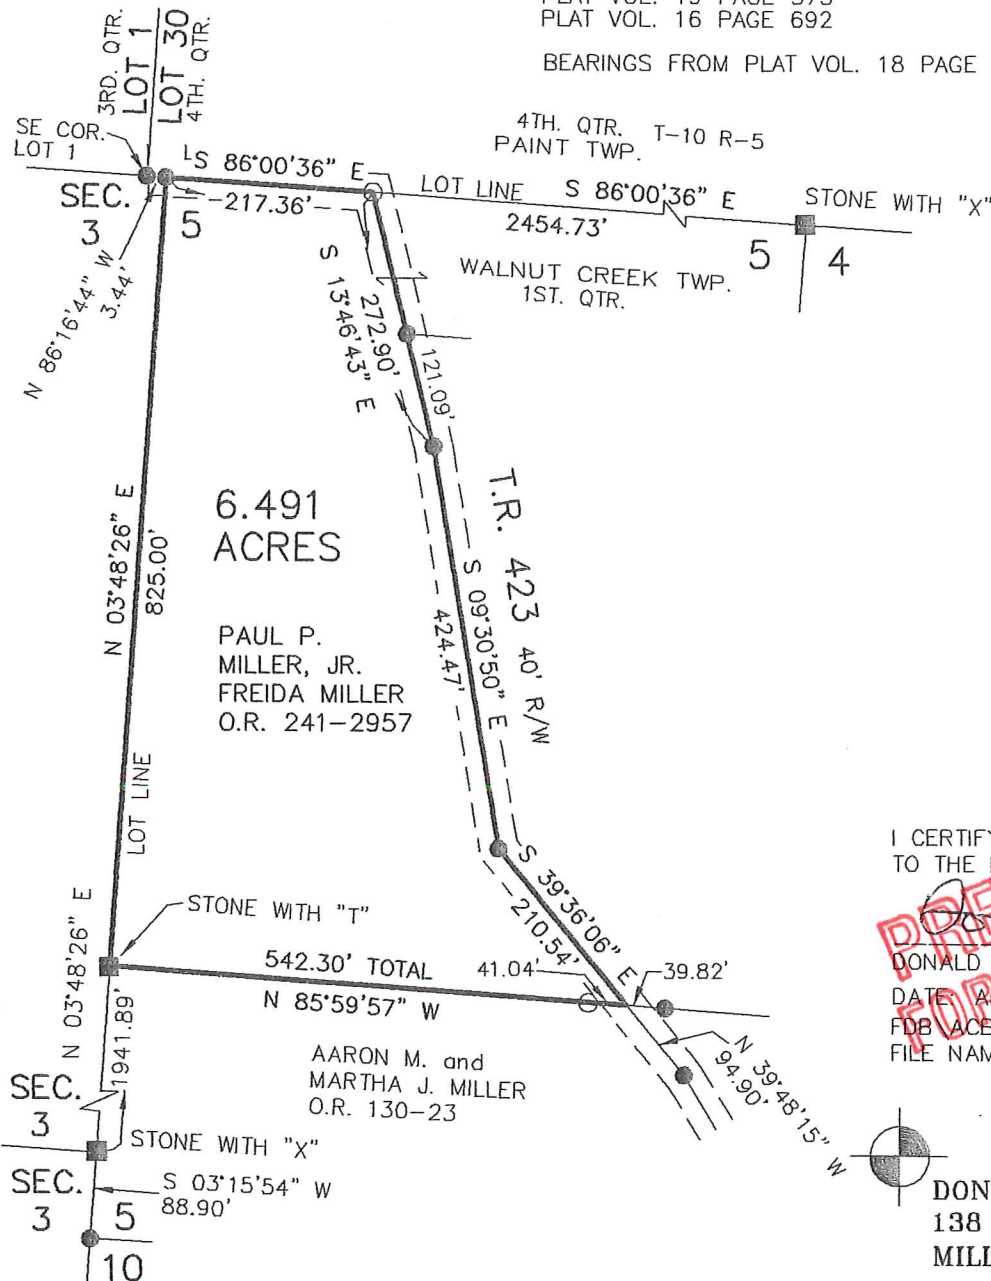 PLAT VOL. 16 PAGE 692
BEARINGS FROM PLAT VOL. 18 PAGE
3RD. QTR.
LOT 1
LOT 30
4TH. QTR.
SE COR.
LOT 1
4TH. QTR. T-10 R-5
PAINT TWP.
S 86°00'36" E
217.36'
LOT LINE S 86°00'36" E
2454.73'
STONE WITH "X"
SEC.
3 5
5 4
WALNUT CREEK TWP.
1ST. QTR.
N 86°16'44" W
3.44'
272.90'
S 13°46'43" E
121.09'
N 03°48'26" E
825.00'
6.491
ACRES
T.R. 423 40' R/W
S 09°30'50" E
424.47'
PAUL P.
MILLER, JR.
FREIDA MILLER
O.R. 241-2957
LOT LINE
I CERTIFY
TO THE
S 39°36'06" E
210.54'
STONE WITH "T"
542.30' TOTAL
N 85°59'57" W
41.04'
39.82'
DONALD
DATE: A
FILE NAM
N 03°48'26" E
1941.89'
AARON M. and
MARTHA J. MILLER
O.R. 130-23
N 39°48'15" W
94.90'
SEC.
3
STONE WITH "X"
SEC.
3 5
S 03°15'54" W
88.90'
10
DON
138
MILL